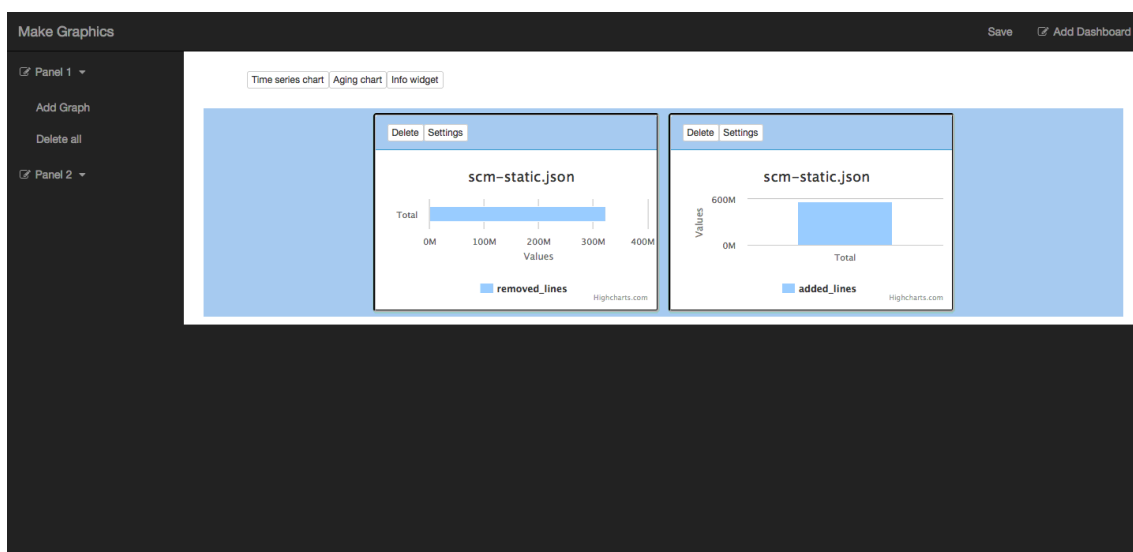 Make Graphics
Save Add Dashboard
Panel 1
Add Graph
Delete all
Panel 2
Time series chart Aging chart Info widget
Delete Settings
scm-static.json
Total
0M 100M 200M 300M 400M
Values
removed_lines
Highcharts.com
Delete Settings
scm-static.json
Values
600M
0M
Total
added_lines
Highcharts.com